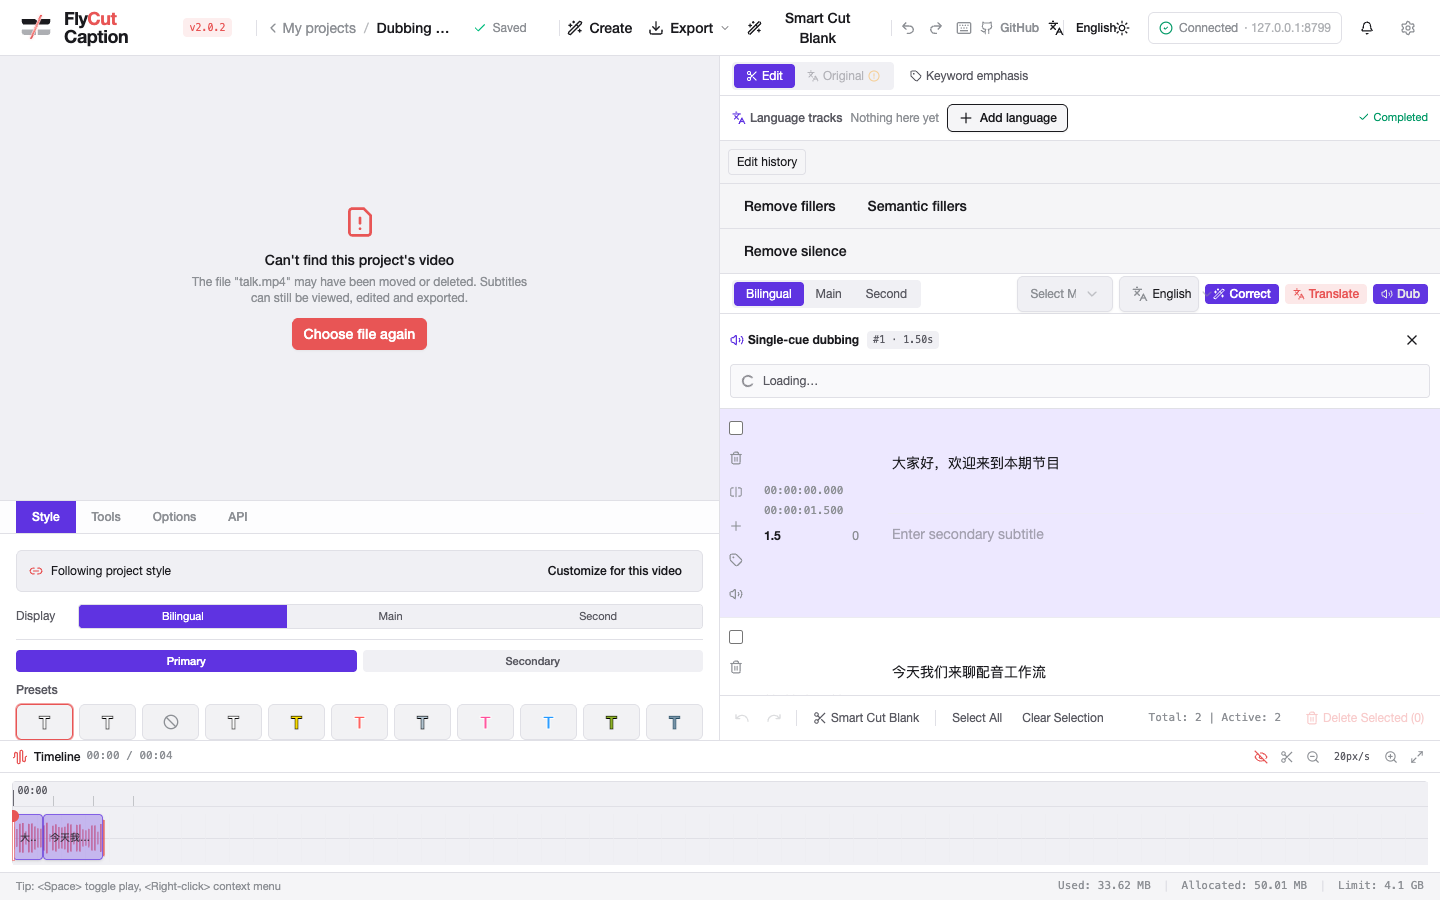 FlyCut Caption
v2.0.2
My projects / Dubbing ...
Saved
Create
Export
Smart Cut Blank
GitHub
English
Connected · 127.0.0.1:8799
Edit
Original
Keyword emphasis
Language tracks
Nothing here yet
Add language
Completed
Edit history
Remove fillers
Semantic fillers
Remove silence
Bilingual
Main
Second
Select M
English
Correct
Translate
Dub
Single-cue dubbing
#1 · 1.50s
Loading...
大家好，欢迎来到本期节目
00:00:00.000
00:00:01.500
1.5
0
Enter secondary subtitle
今天我们来聊配音工作流
Smart Cut Blank
Select All
Clear Selection
Total: 2 | Active: 2
Delete Selected (0)
Can't find this project's video
The file "talk.mp4" may have been moved or deleted. Subtitles
can still be viewed, edited and exported.
Choose file again
Style
Tools
Options
API
Following project style
Customize for this video
Display
Bilingual
Main
Second
Primary
Secondary
Presets
T T T T T T T T T T
Timeline
00:00 / 00:04
20px/s
00:00
大...
今天我...
Tip: <Space> toggle play, <Right-click> context menu
Used: 33.62 MB
Allocated: 50.01 MB
Limit: 4.1 GB